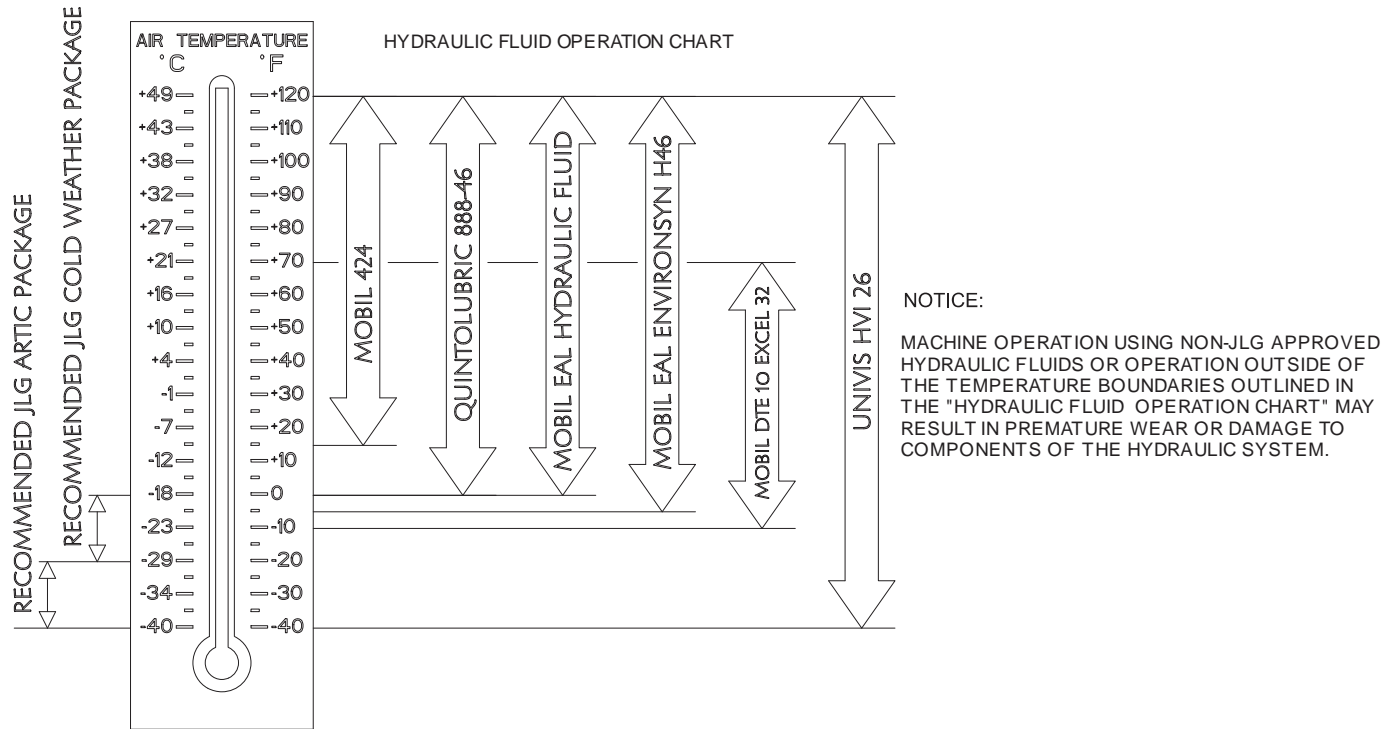 HYDRAULIC FLUID OPERATION CHART
AIR TEMPERATURE
°C °F
+49 +120
+43 +110
+38 +100
+32 +90
+27 +80
+21 +70
+16 +60
+10 +50
+4 +40
-1 +30
-7 +20
-12 +10
-18 0
-23 -10
-29 -20
-34 -30
-40 -40
RECOMMENDED JLG ARTIC PACKAGE
RECOMMENDED JLG COLD WEATHER PACKAGE
MOBIL 424
QUINTOLUBRIC 888-46
MOBIL EAL HYDRAULIC FLUID
MOBIL EAL ENVIRONSYN H46
MOBIL DTE 10 EXCEL 32
UNIVIS HVI 26
NOTICE:
MACHINE OPERATION USING NON-JLG APPROVED
HYDRAULIC FLUIDS OR OPERATION OUTSIDE OF
THE TEMPERATURE BOUNDARIES OUTLINED IN
THE "HYDRAULIC FLUID OPERATION CHART" MAY
RESULT IN PREMATURE WEAR OR DAMAGE TO
COMPONENTS OF THE HYDRAULIC SYSTEM.